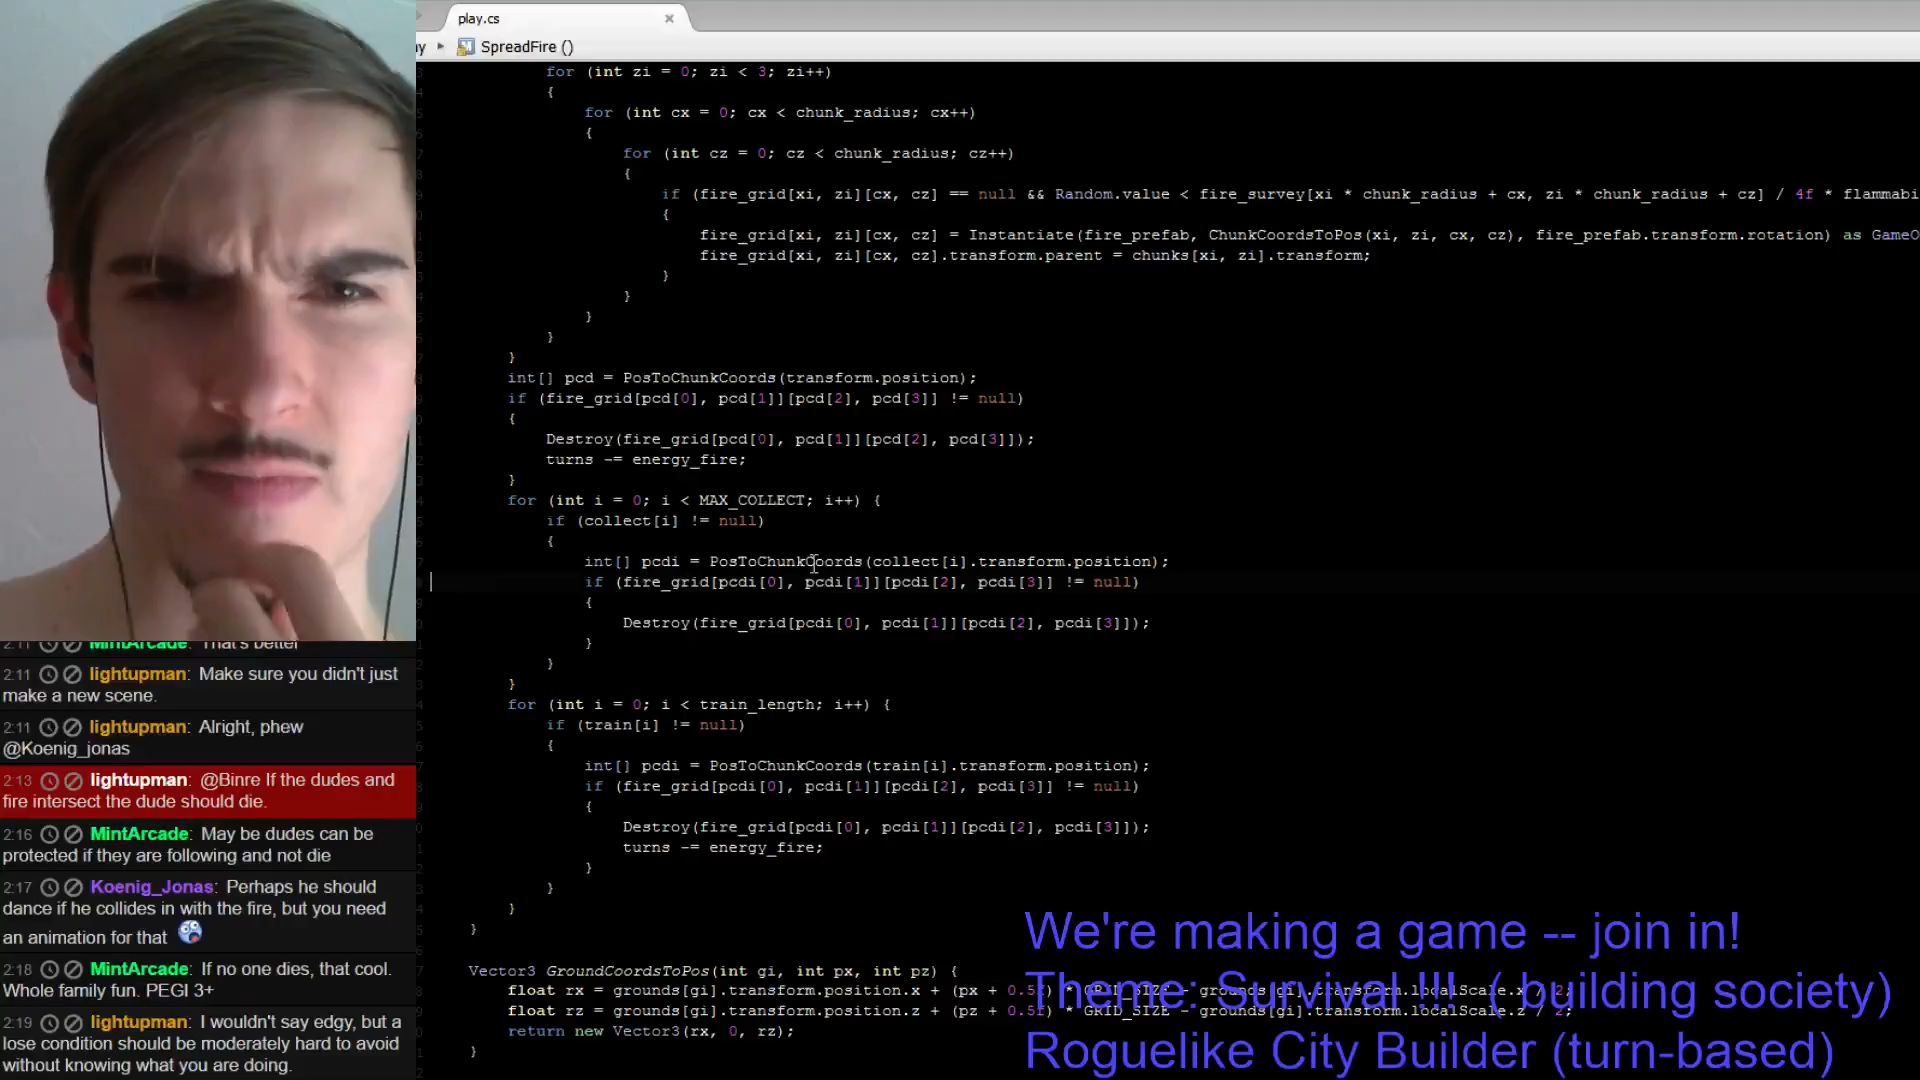 play.cs
SpreadFire ()
for (int zi = 0; zi < 3; zi++)
{
for (int cx = 0; cx < chunk_radius; cx++)
{
for (int cz = 0; cz < chunk_radius; cz++)
{
if (fire_grid[xi, zi][cx, cz] == null && Random.value < fire_survey[xi * chunk_radius + cx, zi * chunk_radius + cz] / 4f * flammabi
{
fire_grid[xi, zi][cx, cz] = Instantiate(fire_prefab, ChunkCoordsToPos(xi, zi, cx, cz), fire_prefab.transform.rotation) as GameO
fire_grid[xi, zi][cx, cz].transform.parent = chunks[xi, zi].transform;
}
}
}
}
}
int[] pcd = PosToChunkCoords(transform.position);
if (fire_grid[pcd[0], pcd[1]][pcd[2], pcd[3]] != null)
{
Destroy(fire_grid[pcd[0], pcd[1]][pcd[2], pcd[3]]);
turns -= energy_fire;
}
for (int i = 0; i < MAX_COLLECT; i++) {
if (collect[i] != null)
{
int[] pcdi = PosToChunkCoords(collect[i].transform.position);
if (fire_grid[pcdi[0], pcdi[1]][pcdi[2], pcdi[3]] != null)
{
Destroy(fire_grid[pcdi[0], pcdi[1]][pcdi[2], pcdi[3]]);
}
}
}
for (int i = 0; i < train_length; i++) {
if (train[i] != null)
{
int[] pcdi = PosToChunkCoords(train[i].transform.position);
if (fire_grid[pcdi[0], pcdi[1]][pcdi[2], pcdi[3]] != null)
{
Destroy(fire_grid[pcdi[0], pcdi[1]][pcdi[2], pcdi[3]]);
turns -= energy_fire;
}
}
}
}
Vector3 GroundCoordsToPos(int gi, int px, int pz) {
float rx = grounds[gi].transform.position.x + (px + 0.5f) * GRID_SIZE - grounds[gi].transform.localScale.x / 2;
float rz = grounds[gi].transform.position.z + (pz + 0.5f) * GRID_SIZE - grounds[gi].transform.localScale.z / 2;
return new Vector3(rx, 0, rz);
}
2:11 MintArcade: That's better
2:11 lightupman: Make sure you didn't just
make a new scene.
2:11 lightupman: Alright, phew
@Koenig_jonas
2:13 lightupman: @Binre If the dudes and
fire intersect the dude should die.
2:16 MintArcade: May be dudes can be
protected if they are following and not die
2:17 Koenig_Jonas: Perhaps he should
dance if he collides in with the fire, but you need
an animation for that
2:18 MintArcade: If no one dies, that cool.
Whole family fun. PEGI 3+
2:19 lightupman: I wouldn't say edgy, but a
lose condition should be moderately hard to avoid
without knowing what you are doing.
We're making a game -- join in!
Theme: Survival !!! ( building society)
Roguelike City Builder (turn-based)